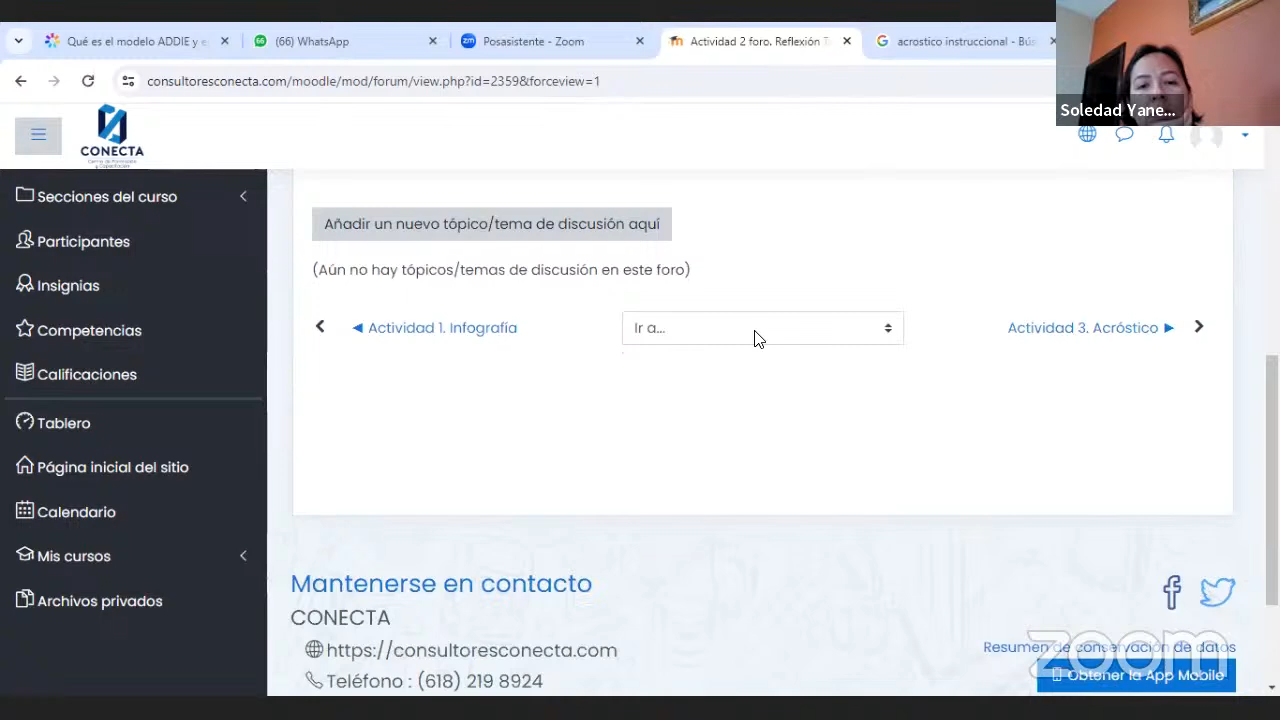 Qué es el modelo ADDIE y e
(66) WhatsApp
Posasistente - Zoom
Actividad 2 foro. Reflexión T
acrostico instruccional - Bús
consultoresconecta.com/moodle/mod/forum/view.php?id=2359&forceview=1
Soledad Yane...
CONECTA
Secciones del curso
Participantes
Insignias
Competencias
Calificaciones
Tablero
Página inicial del sitio
Calendario
Mis cursos
Archivos privados
Añadir un nuevo tópico/tema de discusión aquí
(Aún no hay tópicos/temas de discusión en este foro)
◀ Actividad 1. Infografía
Ir a...
Actividad 3. Acróstico ▶
Mantenerse en contacto
CONECTA
https://consultoresconecta.com
Teléfono : (618) 219 8924
Resumen de conservación de datos
Obtener la App Mobile
zoom